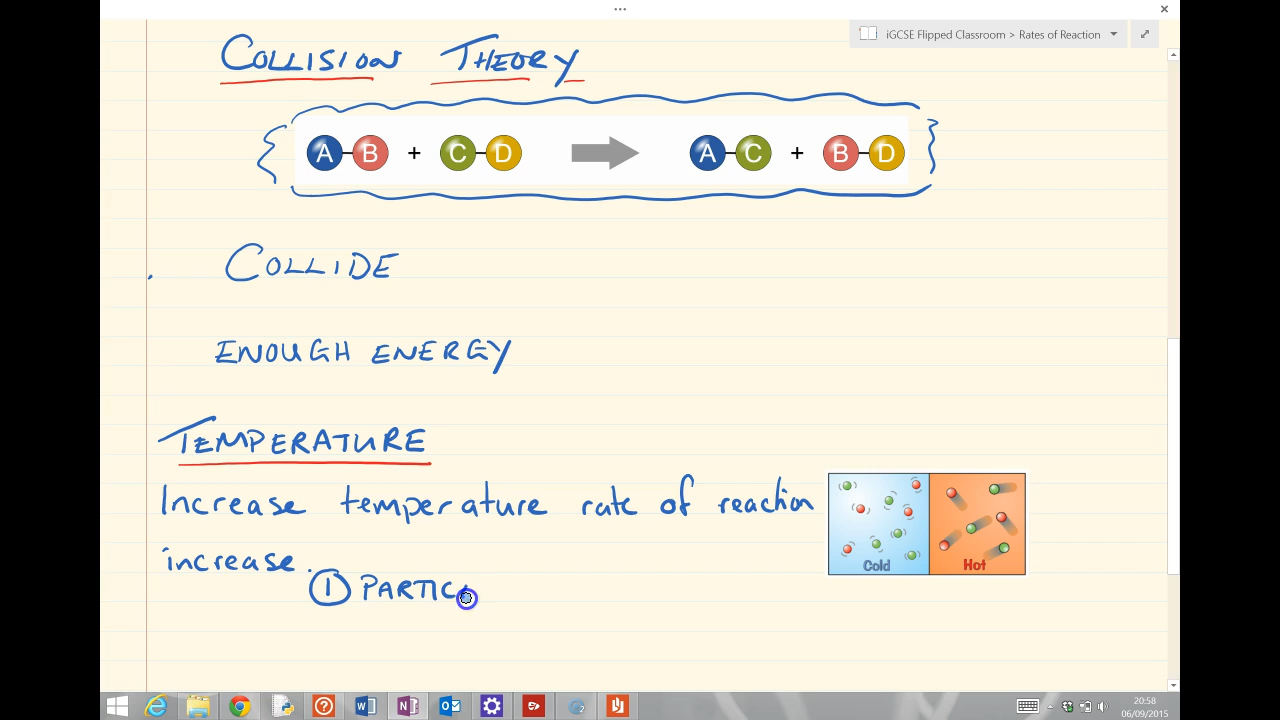 iGCSE Flipped Classroom > Rates of Reaction
COLLISION THEORY
A B + C D A C + B D
COLLIDE
ENOUGH ENERGY
TEMPERATURE
Increase temperature rate of reaction
increase.
Cold Hot
① PARTIC
20:58
06/09/2015